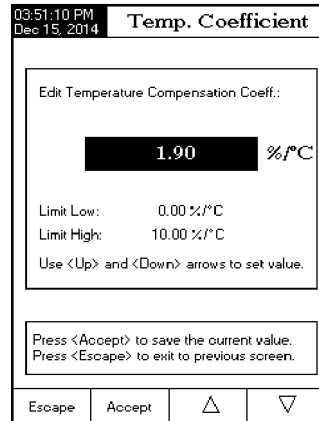 03:51:10 PM
Dec 15, 2014
Temp. Coefficient
Edit Temperature Compensation Coeff.:
1.90 %/°C
Limit Low: 0.00 %/°C
Limit High: 10.00 %/°C
Use <Up> and <Down> arrows to set value.
Press <Accept> to save the current value.
Press <Escape> to exit to previous screen.
Escape Accept △ ▽